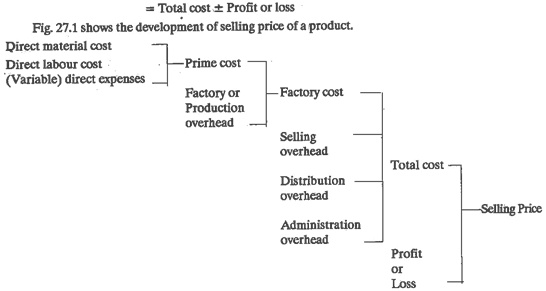 = Total cost ± Profit or loss
Fig. 27.1 shows the development of selling price of a product.
Direct material cost
Direct labour cost
(Variable) direct expenses
Prime cost
Factory or
Production
overhead
Factory cost
Selling
overhead
Distribution
overhead
Administration
overhead
Total cost
Profit
or
Loss
Selling Price